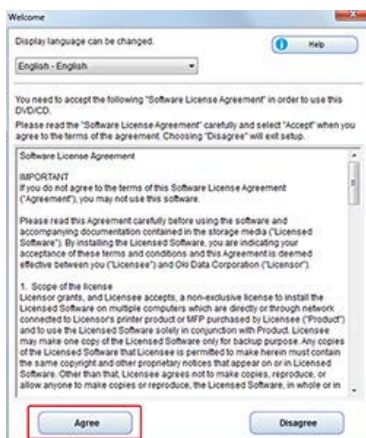 Welcome
Display language can be changed.
Help
English - English
You need to accept the following "Software License Agreement" in order to use this
DVD/CD.
Please read the "Software License Agreement" carefully and select "Accept" when you
agree to the terms of the agreement. Choosing "Disagree" will exit setup.
Software License Agreement
IMPORTANT
If you do not agree to the terms of this Software License Agreement
("Agreement"), you may not use this software.
Please read this Agreement carefully before using the software and
accompanying documentation contained in the storage media ("Licensed
Software"). By installing the Licensed Software, you are indicating your
acceptance of these terms and conditions and this Agreement is deemed
effective between you ("Licensee") and Oki Data Corporation ("Licensor").
1. Scope of the license
Licensor grants, and Licensee accepts, a non-exclusive license to install the
Licensed Software on multiple computers which are directly or through network
connected to Licensor's printer product or MFP purchased by Licensee ("Product")
and to use the Licensed Software solely in conjunction with Product. Licensee
may make one copy of the Licensed Software only for backup purpose. Any copies
of the Licensed Software that Licensee is permitted to make herein must contain
the same copyright and other proprietary notices that appear on or in Licensed
Software. Other than that, Licensee agrees not to make copies, reproduce, or
allow anyone to make copies or reproduce, the Licensed Software, in whole or in
Agree
Disagree